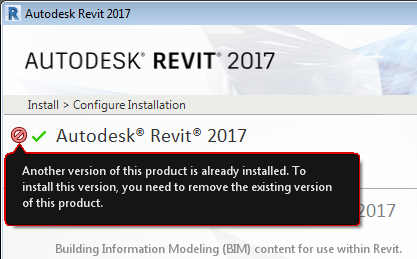 Autodesk Revit 2017
AUTODESK® REVIT® 2017
Install > Configure Installation
Autodesk® Revit® 2017
Another version of this product is already installed. To
install this version, you need to remove the existing version
of this product.
2017
Building Information Modeling (BIM) content for use within Revit.